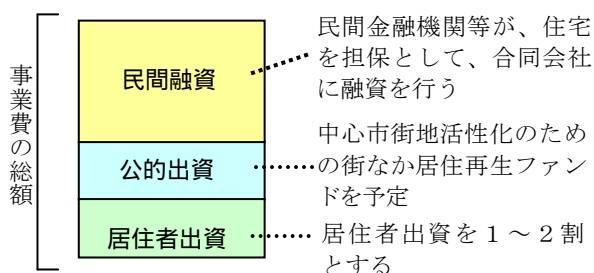 事業費の総額
民間融資
民間金融機関等が、住宅
を担保として、合同会社
に融資を行う
公的出資
中心市街地活性化のため
の街なか居住再生ファン
ドを予定
居住者出資
居住者出資を１～２割
とする